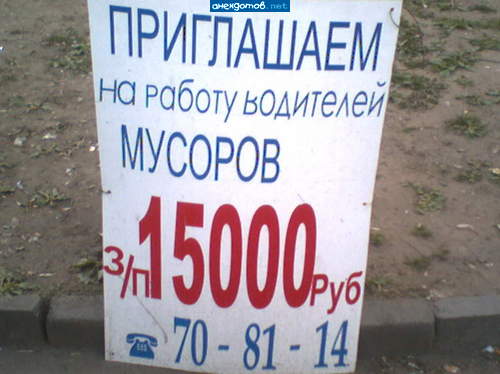 анекдотов.net
ПРИГЛАШАЕМ
на работу водителей
МУСОРОВ
З/П 15000 Руб
☎ 70 - 81 - 14